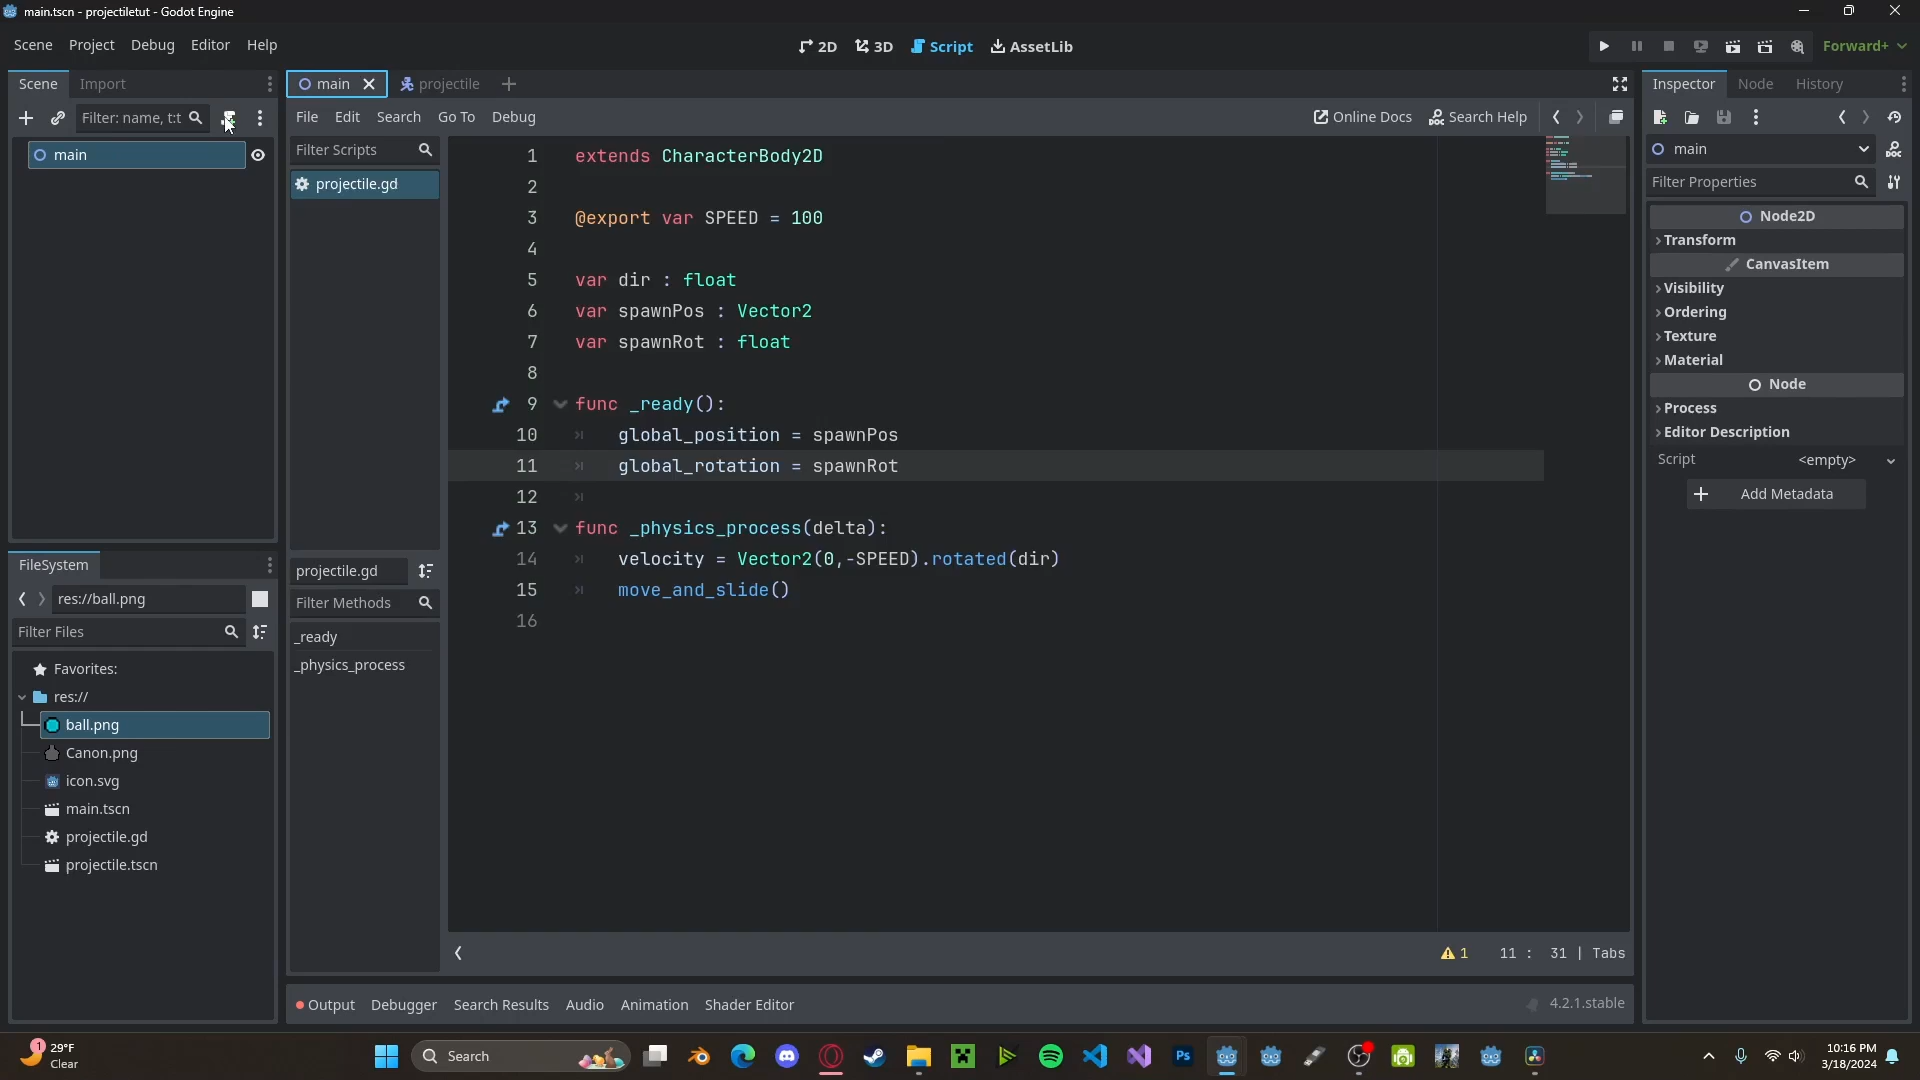 main.tscn - projectiletut - Godot Engine
Scene Project Debug Editor Help
2D 3D Script AssetLib
Forward+
Scene Import
main projectile
Inspector Node History
Filter: name, t:t
File Edit Search Go To Debug
Online Docs Search Help
main
Filter Scripts
projectile.gd
main
Filter Properties
Node2D
Transform
CanvasItem
Visibility
Ordering
Texture
Material
Node
Process
Editor Description
Script <empty>
Add Metadata
1 extends CharacterBody2D
2
3 @export var SPEED = 100
4
5 var dir : float
6 var spawnPos : Vector2
7 var spawnRot : float
8
9 func _ready():
10 global_position = spawnPos
11 global_rotation = spawnRot
12
13 func _physics_process(delta):
14 velocity = Vector2(0,-SPEED).rotated(dir)
15 move_and_slide()
16
projectile.gd
Filter Methods
_ready
_physics_process
FileSystem
res://ball.png
Filter Files
Favorites:
res://
ball.png
Canon.png
icon.svg
main.tscn
projectile.gd
projectile.tscn
1 11 : 31 | Tabs
Output Debugger Search Results Audio Animation Shader Editor
4.2.1.stable
1
29°F
Clear
Search
Ps
10:16 PM
3/18/2024